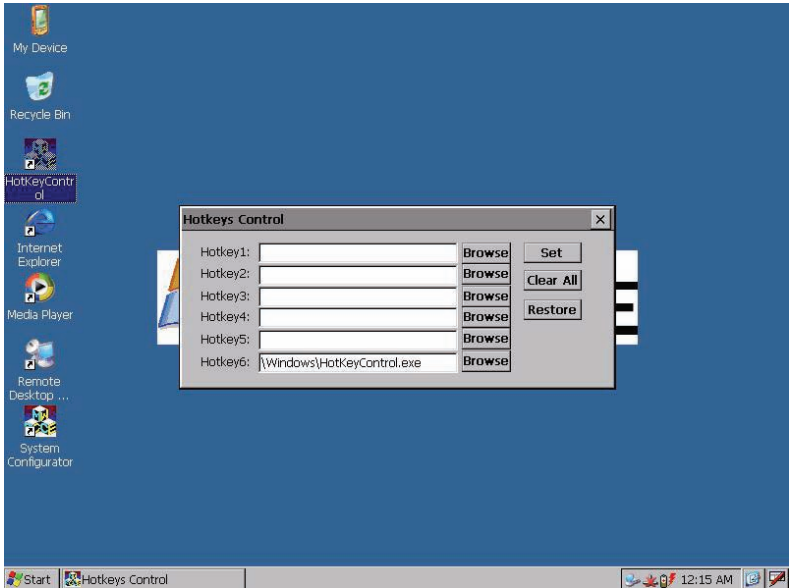 My Device
Recycle Bin
HotKeyContr
ol
Internet
Explorer
Media Player
Remote
Desktop ...
System
Configurator
Hotkeys Control
Hotkey1: Browse Set
Hotkey2: Browse Clear All
Hotkey3: Browse
Hotkey4: Browse Restore
Hotkey5: Browse
Hotkey6: \Windows\HotKeyControl.exe Browse
E
Start Hotkeys Control 12:15 AM